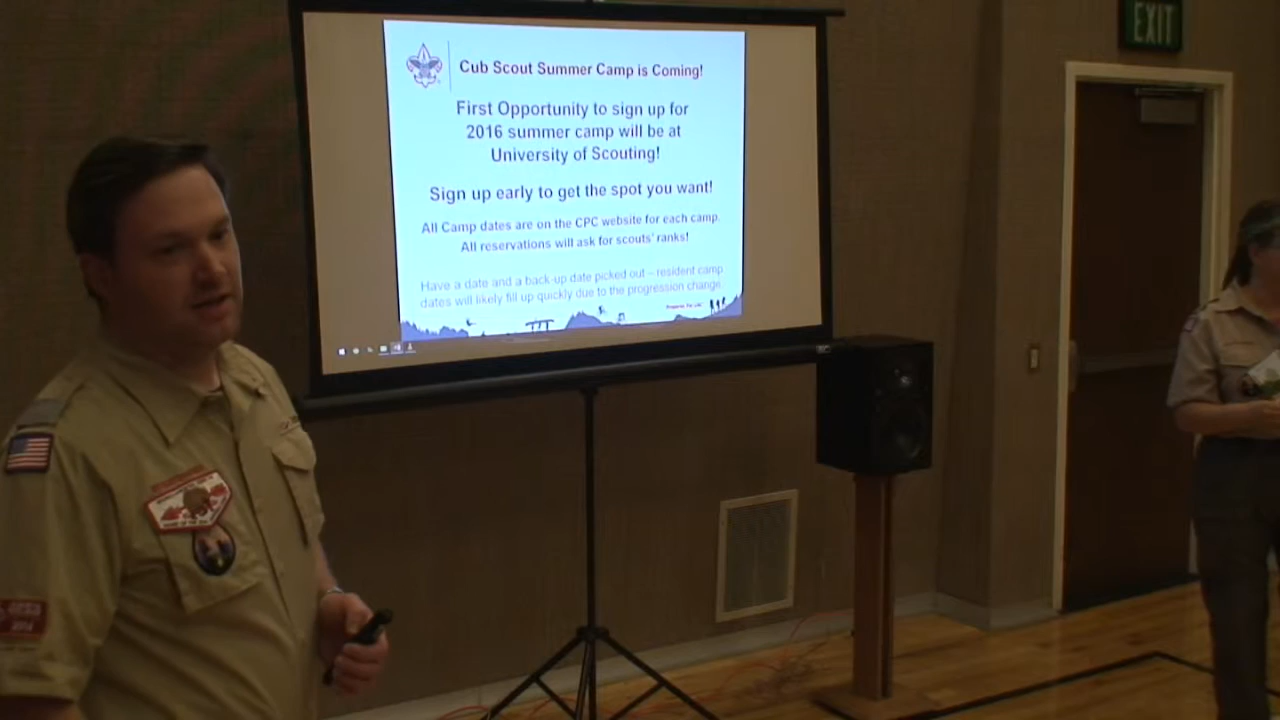 EXIT
Cub Scout Summer Camp is Coming!
First Opportunity to sign up for
2016 summer camp will be at
University of Scouting!
Sign up early to get the spot you want!
All Camp dates are on the CPC website for each camp.
All reservations will ask for scouts' ranks!
Have a date and a back-up date picked out – resident camp
dates will likely fill up quickly due to the progression change.
Prepared. For Life.